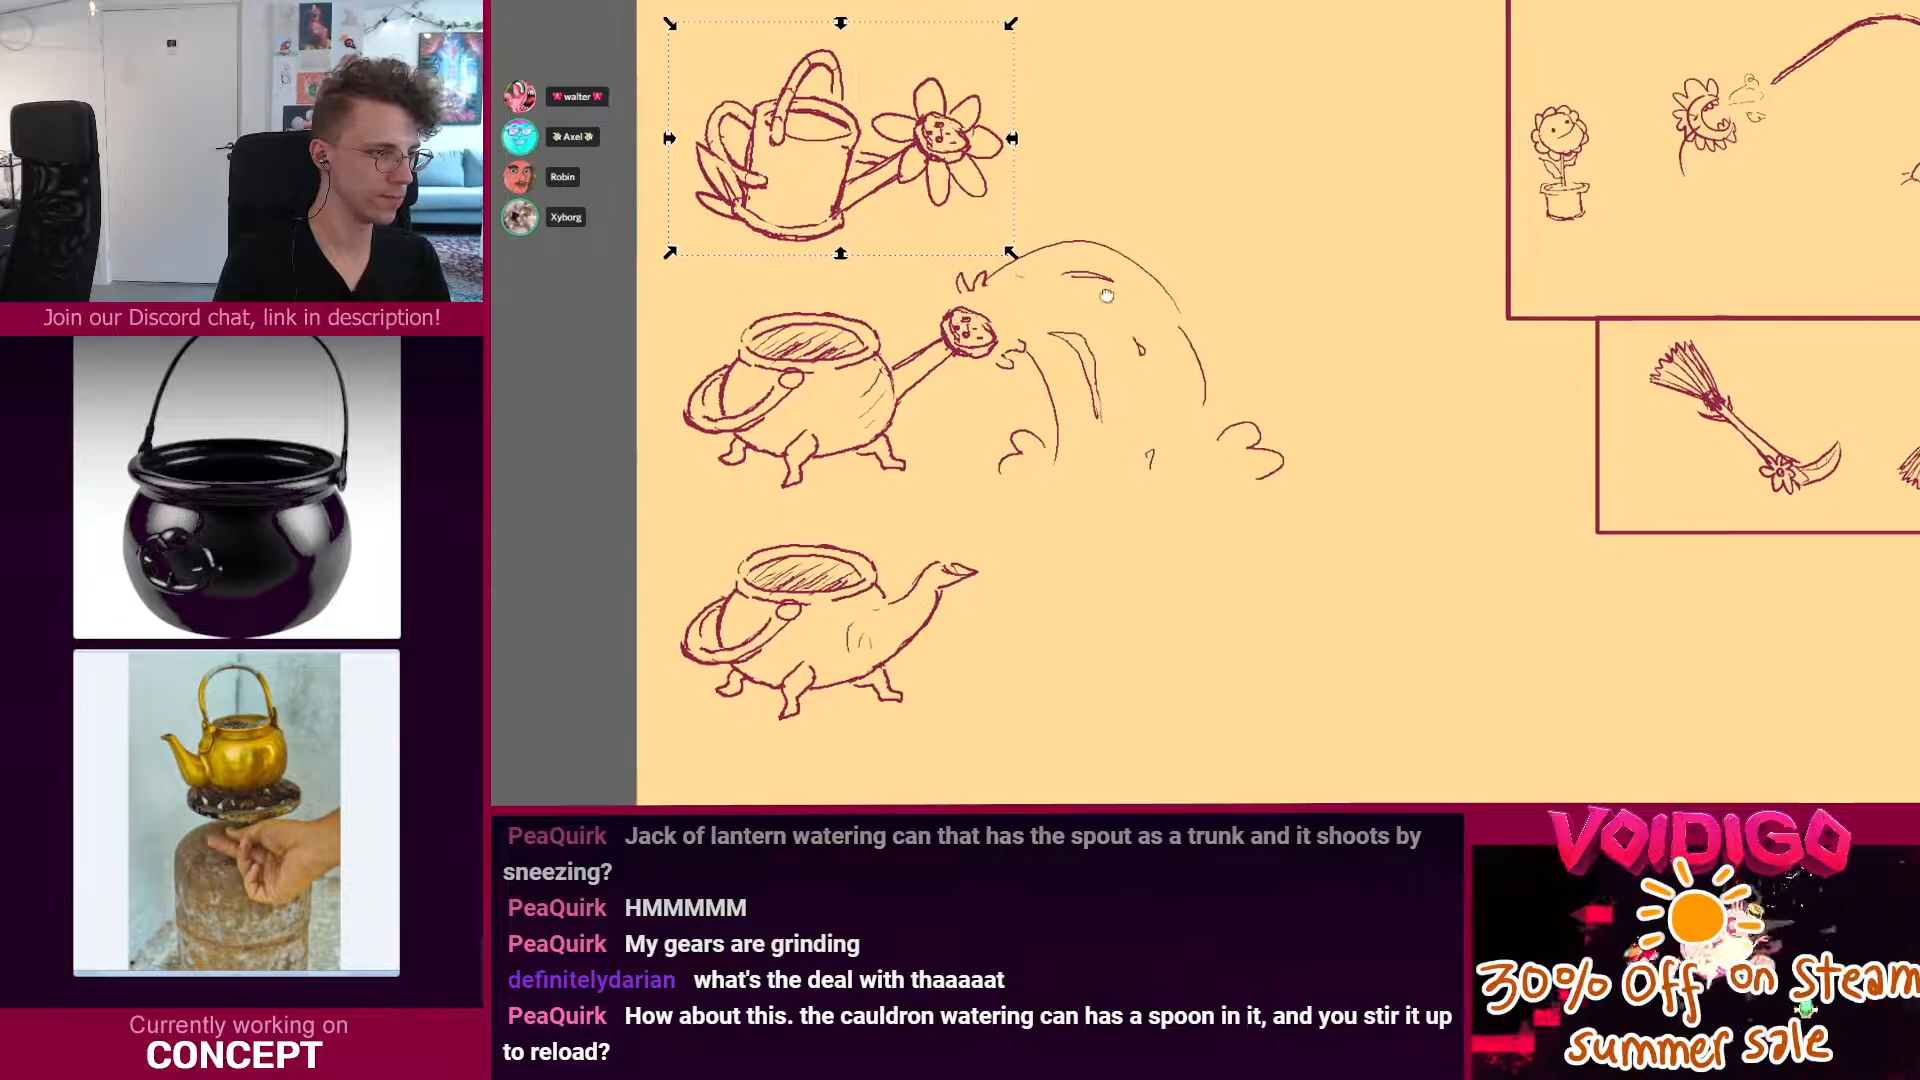 walter
Axel
Robin
Xyborg
Join our Discord chat, link in description!
PeaQuirk Jack of lantern watering can that has the spout as a trunk and it shoots by
sneezing?
PeaQuirk HMMMMM
PeaQuirk My gears are grinding
definitelydarian what's the deal with thaaaaat
PeaQuirk How about this. the cauldron watering can has a spoon in it, and you stir it up
to reload?
Currently working on
CONCEPT
VOIDIGO
30% Off on Steam
summer sale